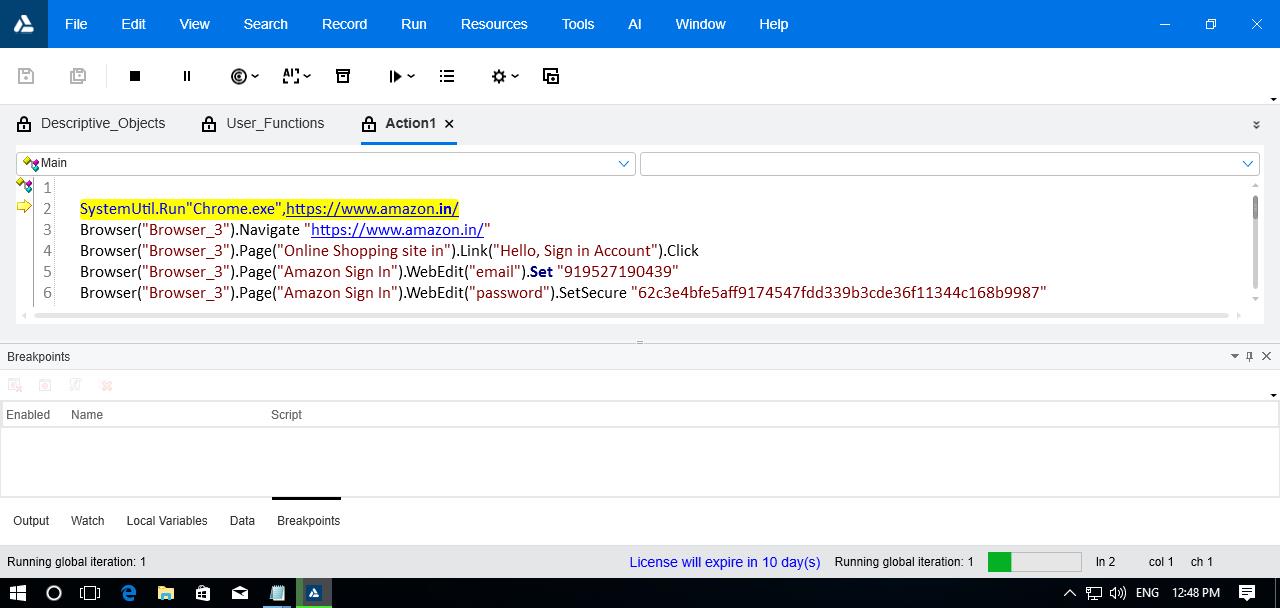 File Edit View Search Record Run Resources Tools AI Window Help
AI
Descriptive_Objects User_Functions Action1
Main
1
2 SystemUtil.Run"Chrome.exe",https://www.amazon.in/
3 Browser("Browser_3").Navigate "https://www.amazon.in/"
4 Browser("Browser_3").Page("Online Shopping site in").Link("Hello, Sign in Account").Click
5 Browser("Browser_3").Page("Amazon Sign In").WebEdit("email").Set "919527190439"
6 Browser("Browser_3").Page("Amazon Sign In").WebEdit("password").SetSecure "62c3e4bfe5aff9174547fdd339b3cde36f11344c168b9987"
Breakpoints
Enabled Name Script
Output Watch Local Variables Data Breakpoints
Running global iteration: 1 License will expire in 10 day(s) Running global iteration: 1 ln 2 col 1 ch 1
ENG 12:48 PM